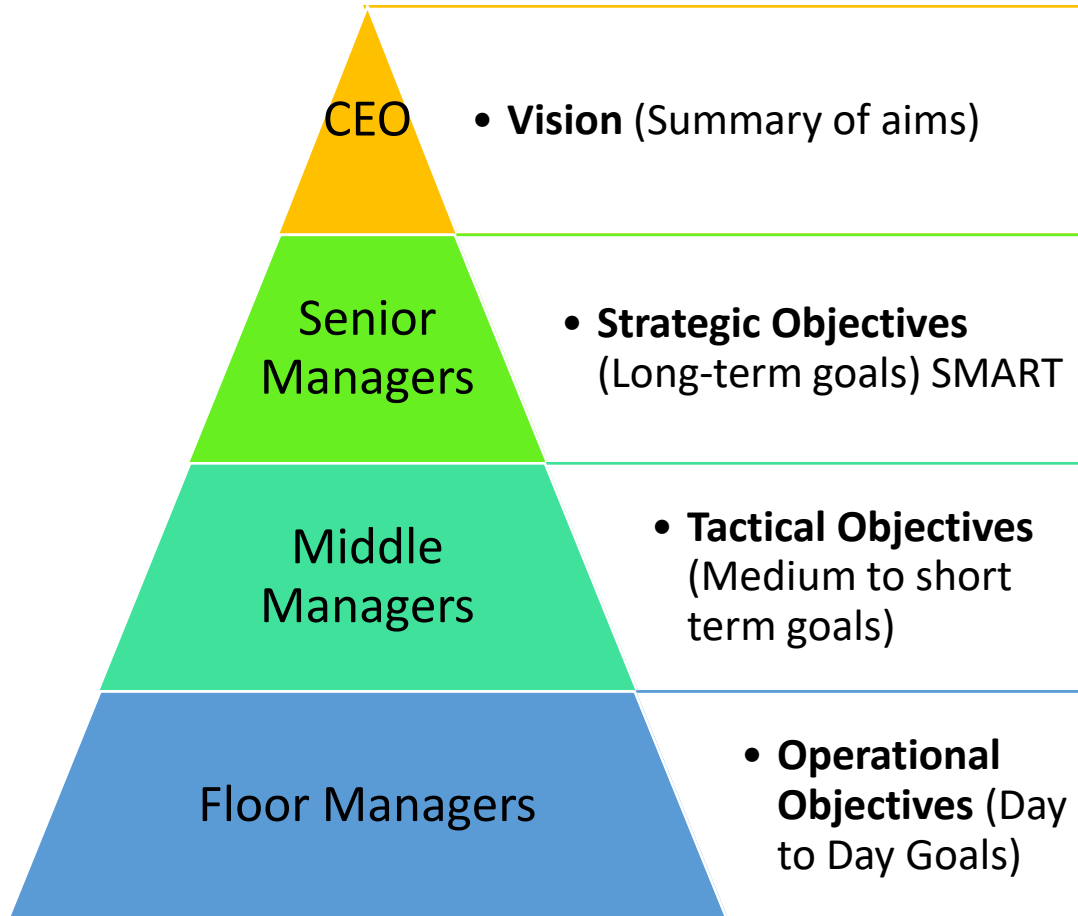 CEO
• Vision (Summary of aims)
Senior
Managers
• Strategic Objectives
(Long-term goals) SMART
Middle
Managers
• Tactical Objectives
(Medium to short
term goals)
Floor Managers
• Operational
Objectives (Day
to Day Goals)